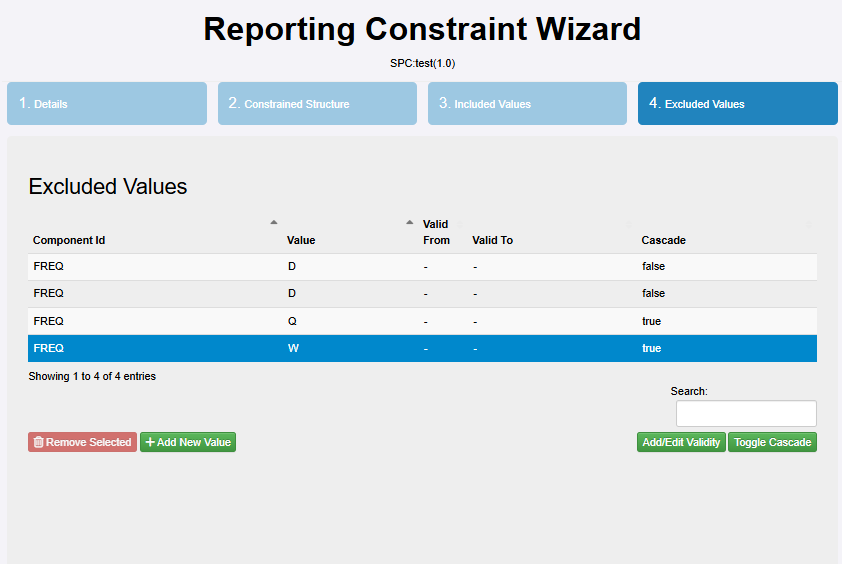 Reporting Constraint Wizard
SPC:test(1.0)
1. Details
2. Constrained Structure
3. Included Values
4. Excluded Values
Excluded Values
Component Id Value Valid From Valid To Cascade
FREQ D - - false
FREQ D - - false
FREQ Q - - true
FREQ W - - true
Showing 1 to 4 of 4 entries
Search:
Remove Selected Add New Value Add/Edit Validity Toggle Cascade